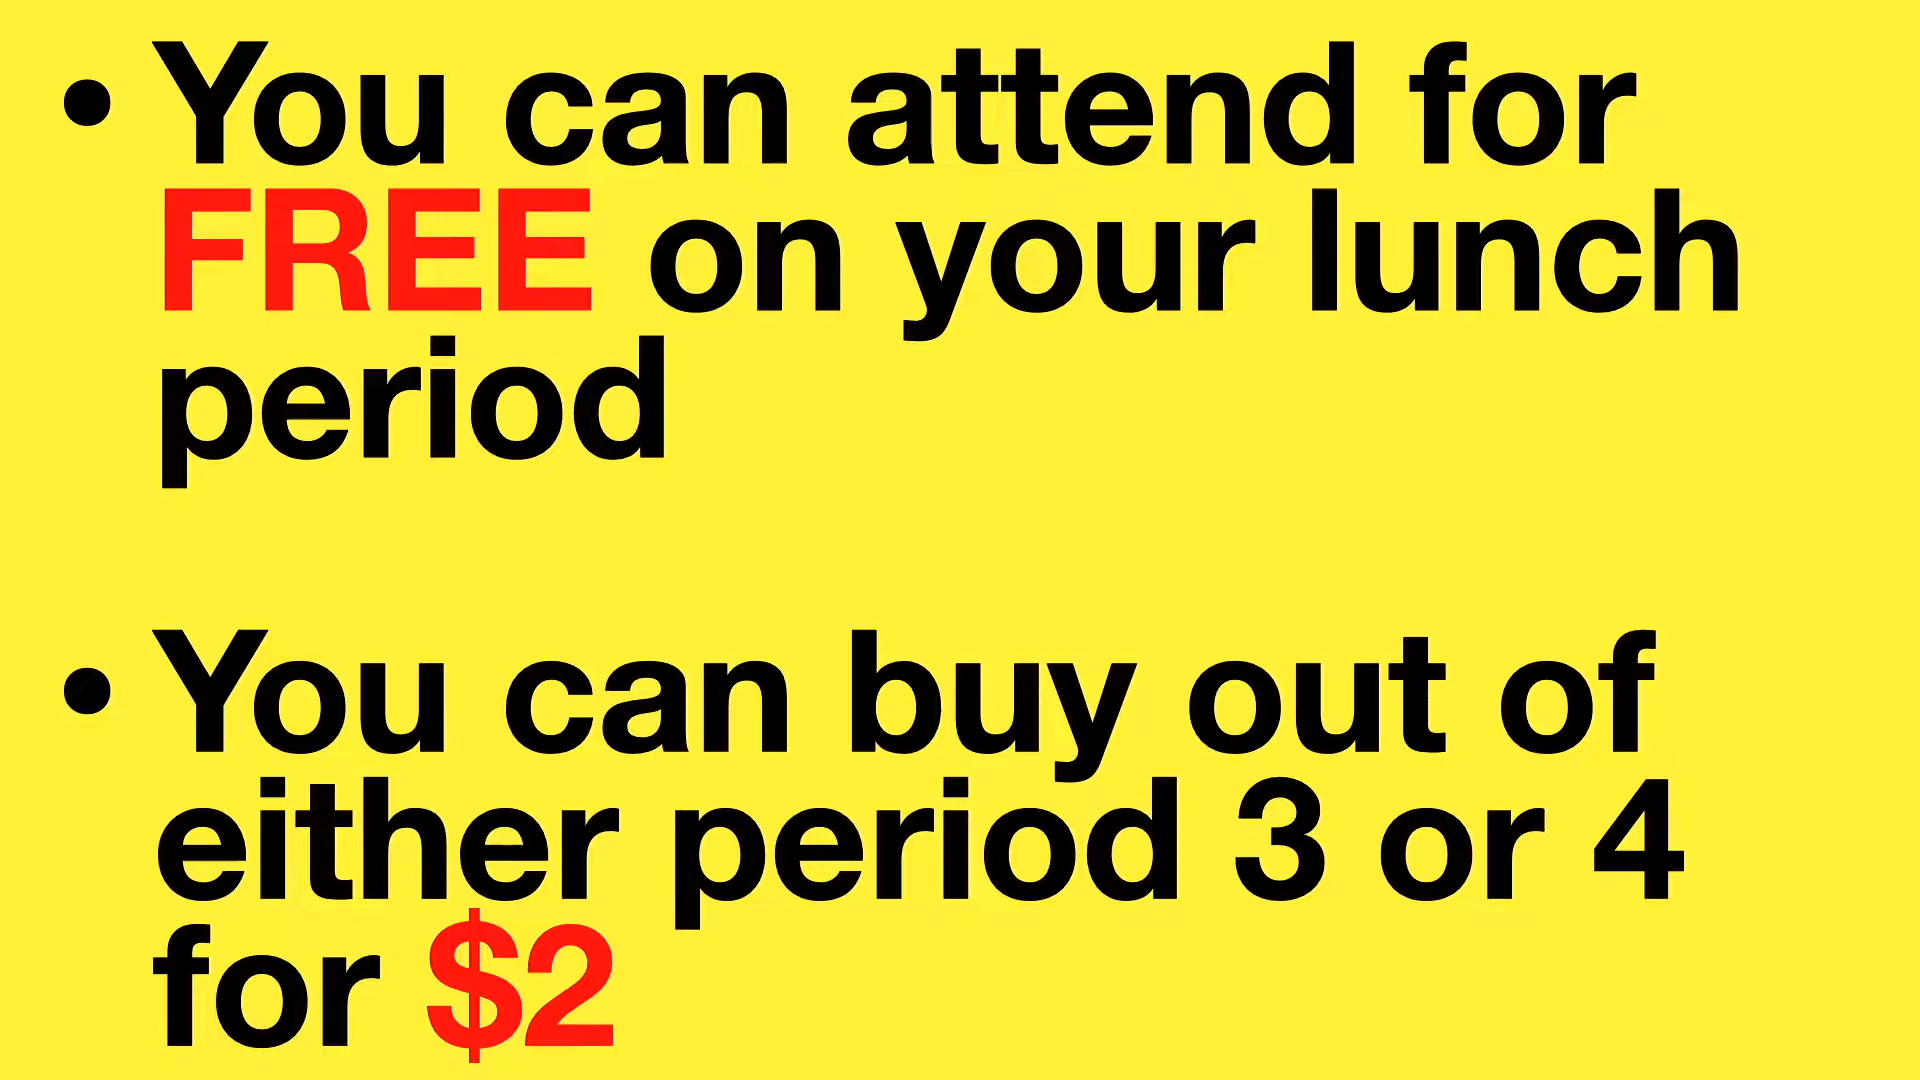 • You can attend for
FREE on your lunch
period
• You can buy out of
either period 3 or 4
for $2